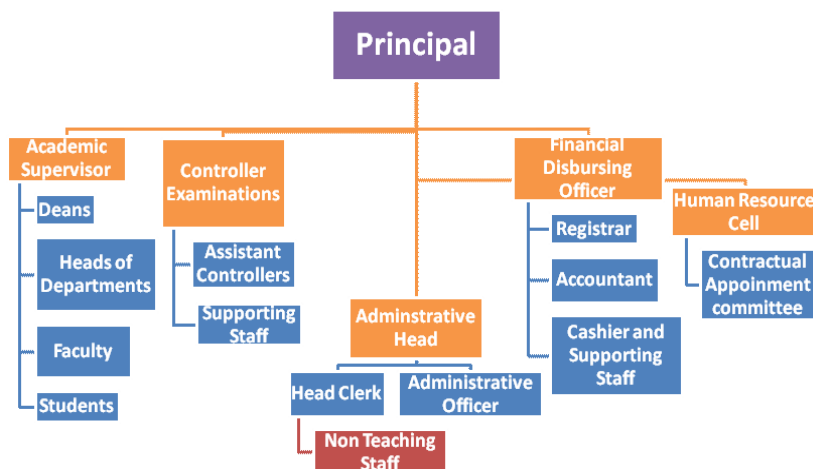 Principal
Academic
Supervisor
Deans
Heads of
Departments
Faculty
Students
Controller
Examinations
Assistant
Controllers
Supporting
Staff
Adminstrative
Head
Head Clerk
Administrative
Officer
Non Teaching
Staff
Financial
Disbursing
Officer
Registrar
Accountant
Cashier and
Supporting
Staff
Human Resource
Cell
Contractual
Appoinment
committee